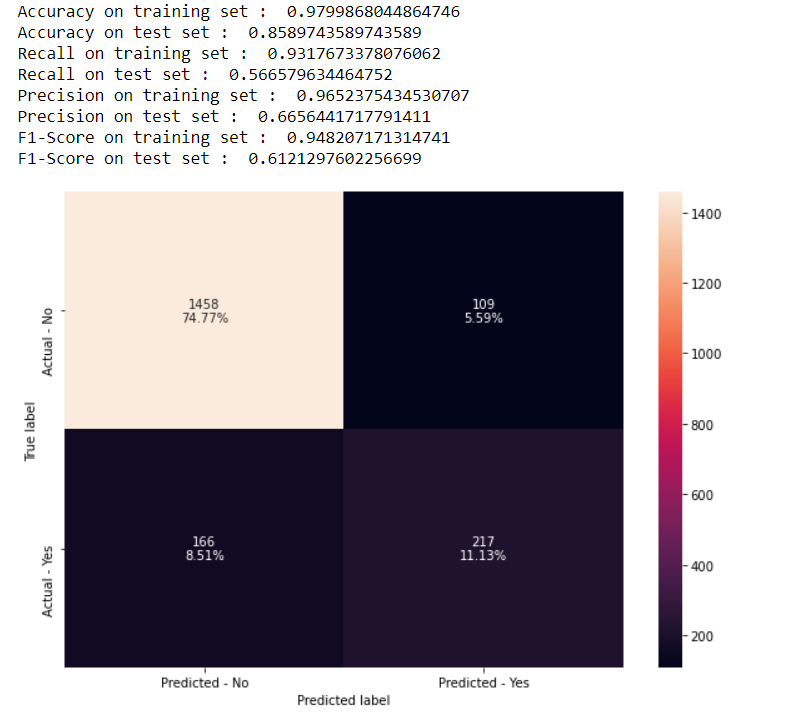 Accuracy on training set :  0.9799868044864746
Accuracy on test set :  0.8589743589743589
Recall on training set :  0.9317673378076062
Recall on test set :  0.566579634464752
Precision on training set :  0.9652375434530707
Precision on test set :  0.6656441717791411
F1-Score on training set :  0.948207171314741
F1-Score on test set :  0.6121297602256699
True label
Actual - No
1458
74.77%
109
5.59%
Actual - Yes
166
8.51%
217
11.13%
Predicted - No
Predicted - Yes
Predicted label
1400
1200
1000
800
600
400
200